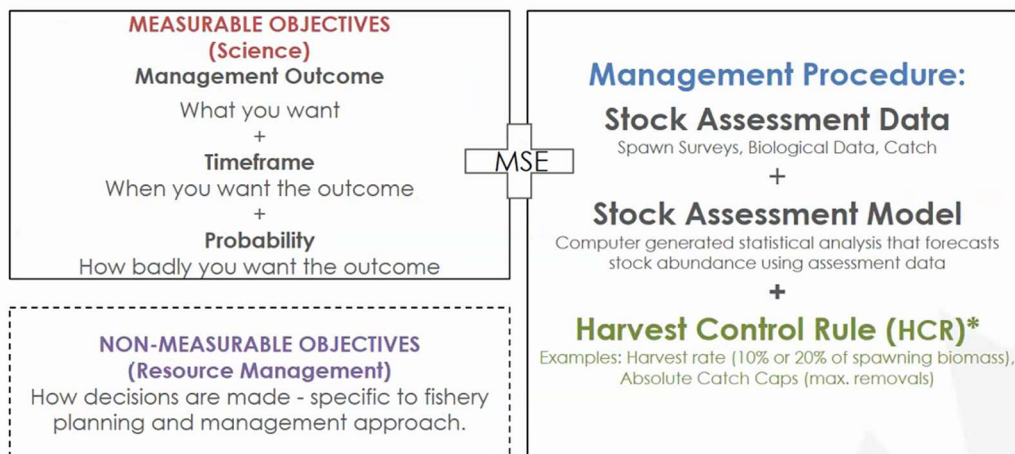 MEASURABLE OBJECTIVES
(Science)
Management Outcome
What you want
+
Timeframe
When you want the outcome
+
Probability
How badly you want the outcome
NON-MEASURABLE OBJECTIVES
(Resource Management)
How decisions are made - specific to fishery
planning and management approach.
MSE
Management Procedure:
Stock Assessment Data
Spawn Surveys, Biological Data, Catch
+
Stock Assessment Model
Computer generated statistical analysis that forecasts
stock abundance using assessment data
+
Harvest Control Rule (HCR)*
Examples: Harvest rate (10% or 20% of spawning biomass),
Absolute Catch Caps (max. removals)